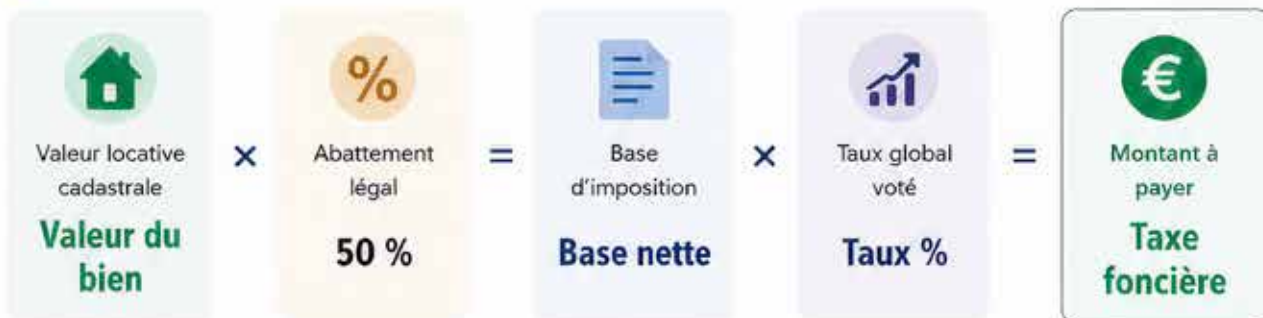 %
€
Valeur locative
cadastrale
×
Abattement
légal
=
Base
d'imposition
×
Taux global
voté
=
Montant à
payer
Valeur du
bien
50 %
Base nette
Taux %
Taxe
foncière